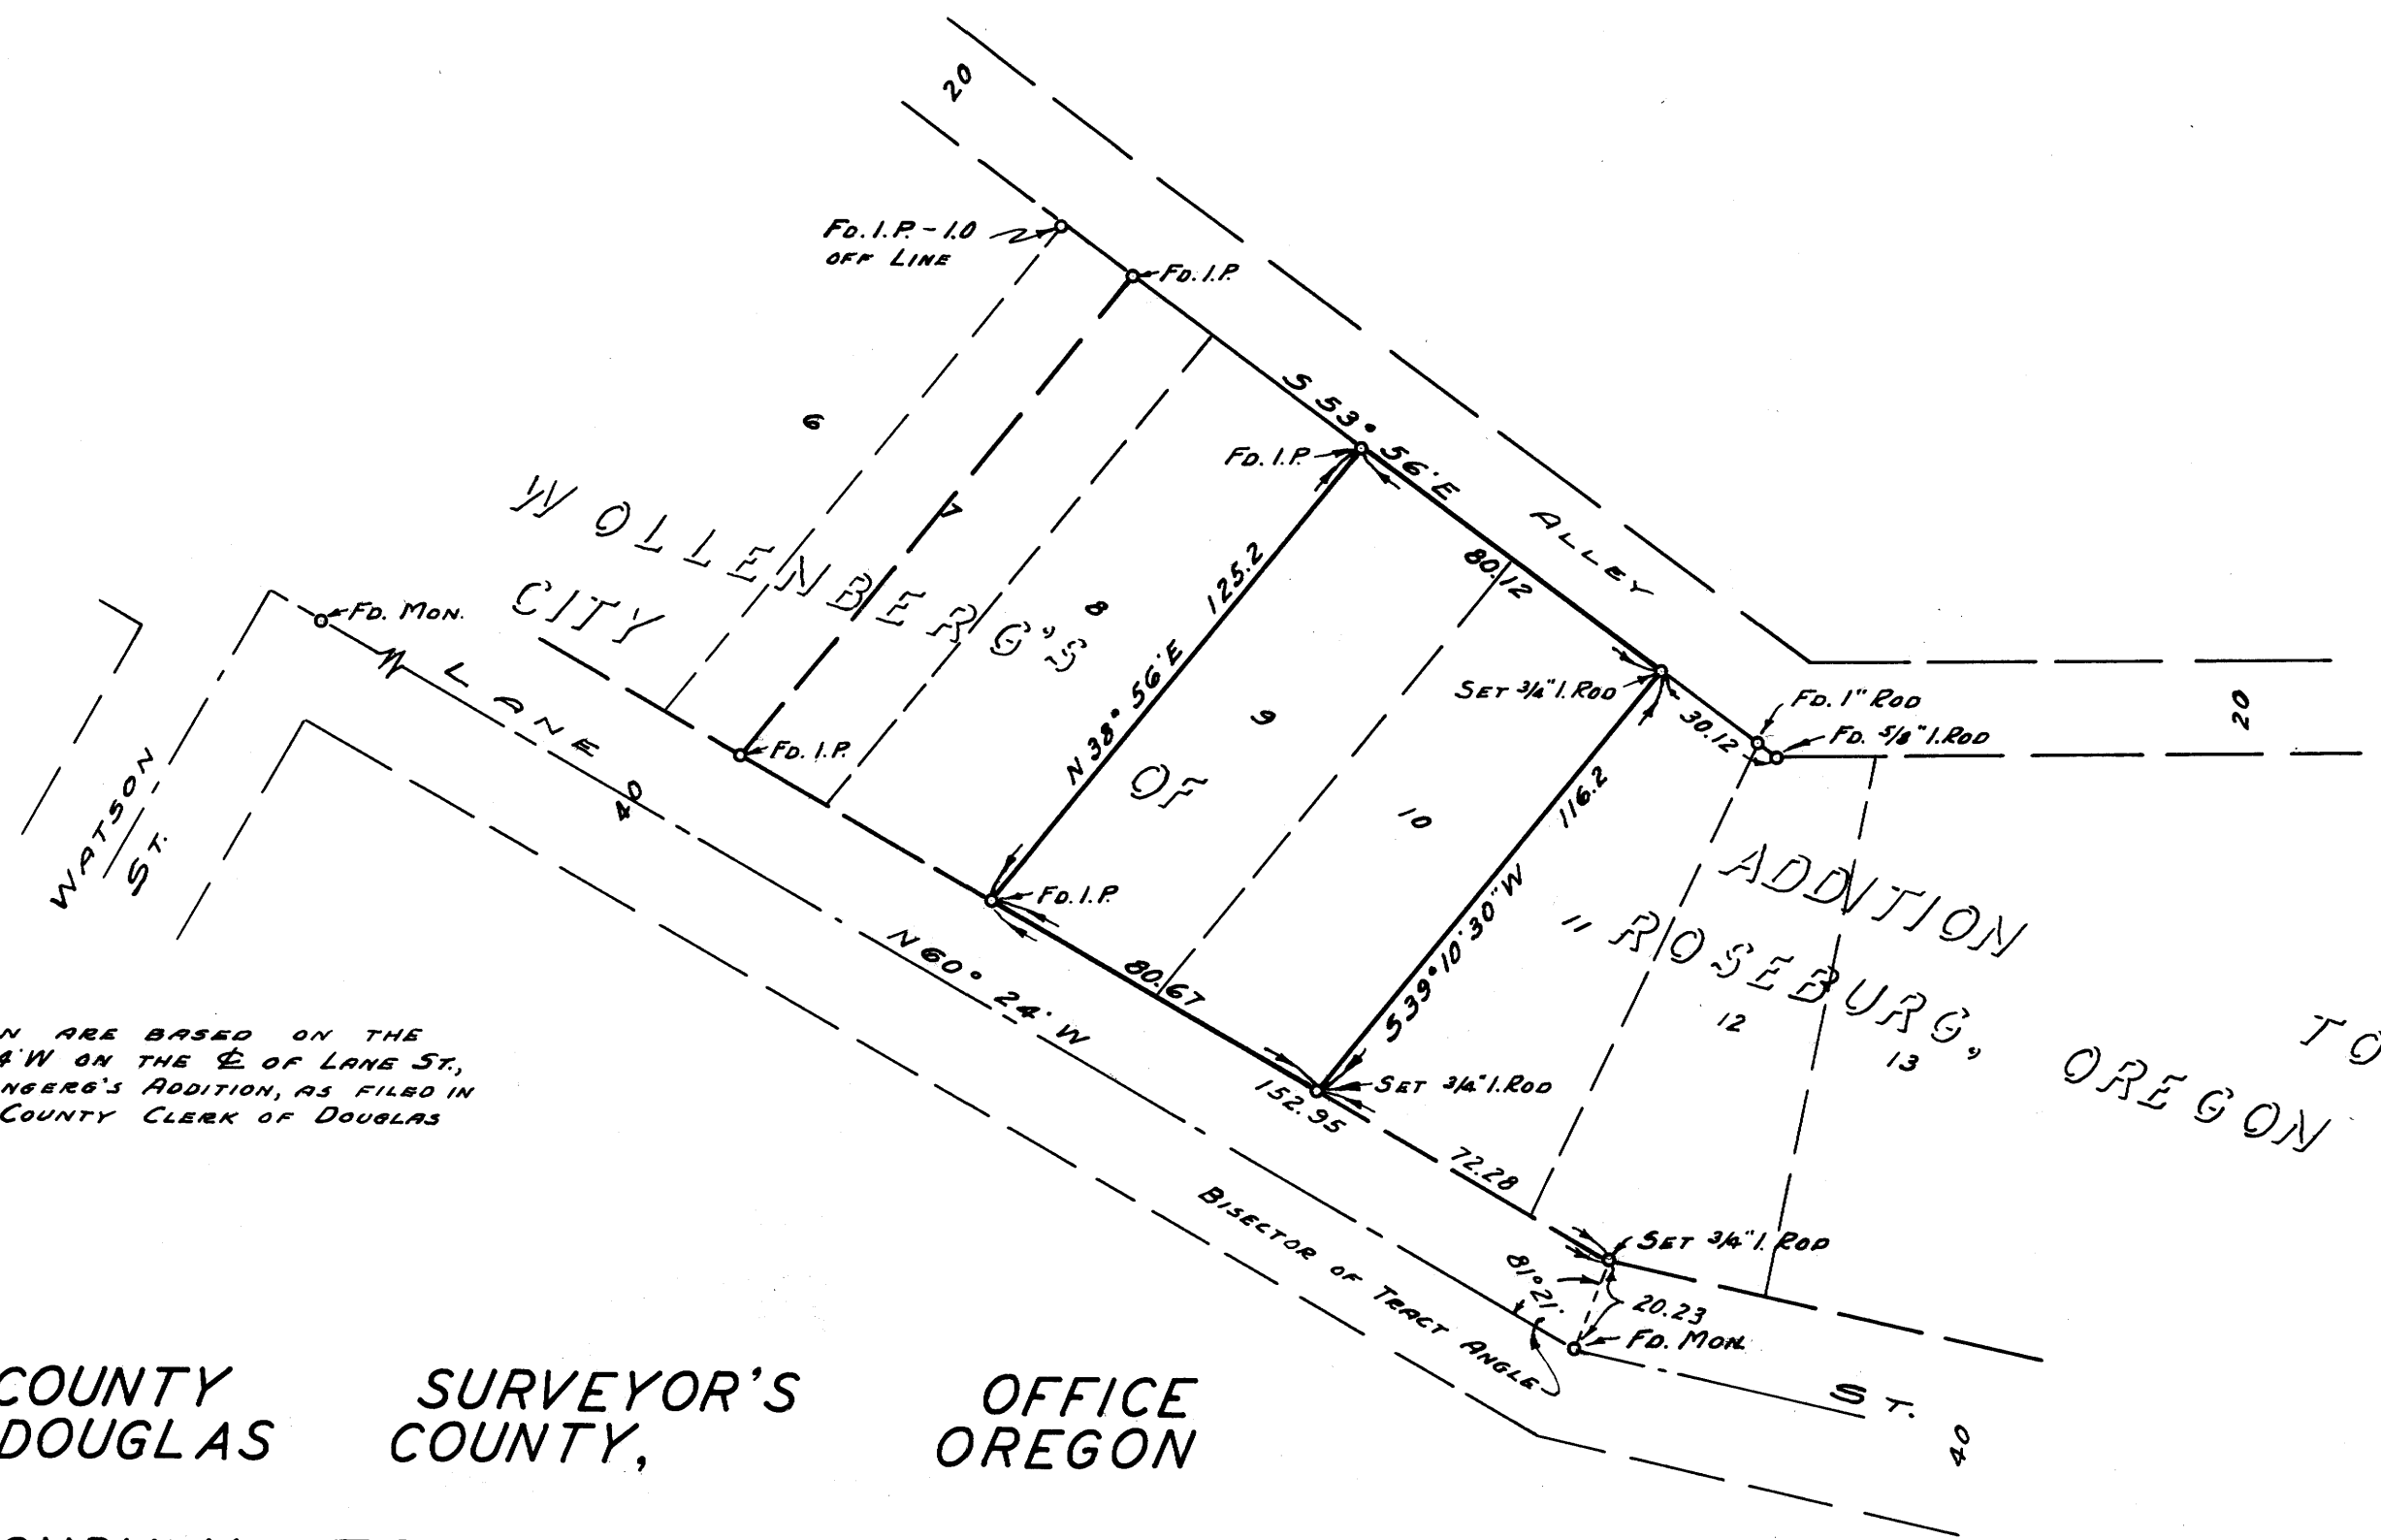 20
Fd. I.P. - 1.0
OFF LINE
Fd. I.P.
6
S 53° 56' E
Fd. I.P.
ALLEY
WOLLENBERG'S
7
125.2
80.12
CITY
Fd. MON.
8
W LANE
N 38° 56' E
SET 3/4" I. ROD
9
30.12
Fd. 1" ROD
Fd. 5/8" I. ROD
20
WATSON
ST.
40
Fd. I.P.
OF
116.2
10
ADDITION
Fd. I.P.
N 60° 24' W
80.67
S39°10'30"W
11
ROSEBURG,
12
13
TO
OREGON
ARE BASED ON THE
4' W ON THE ℄ OF LANE ST.,
NGERG'S ADDITION, AS FILED IN
COUNTY CLERK OF DOUGLAS
SET 3/4" I. ROD
152.95
72.28
BISECTOR OF TRACT ANGLE
81° 21'
SET 3/4" I. ROD
20.23
Fd. MON.
ST.
40
COUNTY SURVEYOR'S OFFICE
DOUGLAS COUNTY, OREGON